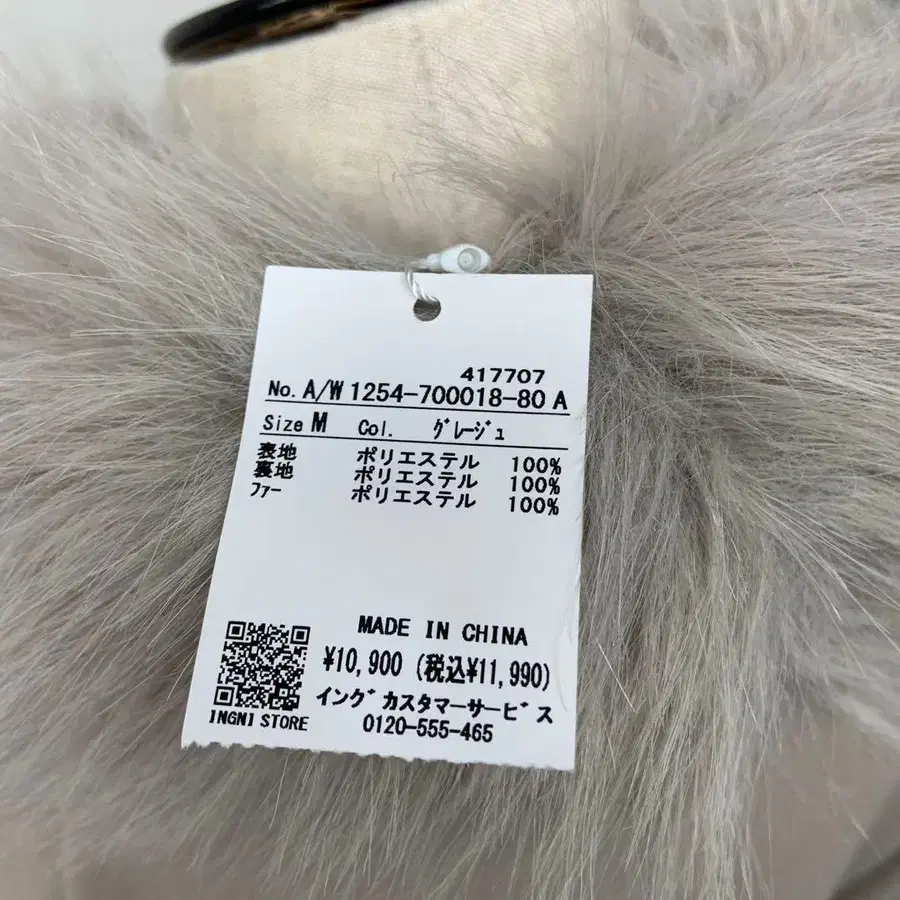 417707
No. A/W 1254-700018-80 A
Size M Col. ｸﾞﾚｰｼﾞｭ
表地 ポリエステル 100%
裏地 ポリエステル 100%
ﾌｧｰ ポリエステル 100%
MADE IN CHINA
¥10,900 (税込¥11,990)
イングﾞカスタマーサービﾞス
0120-555-465
INGNI STORE